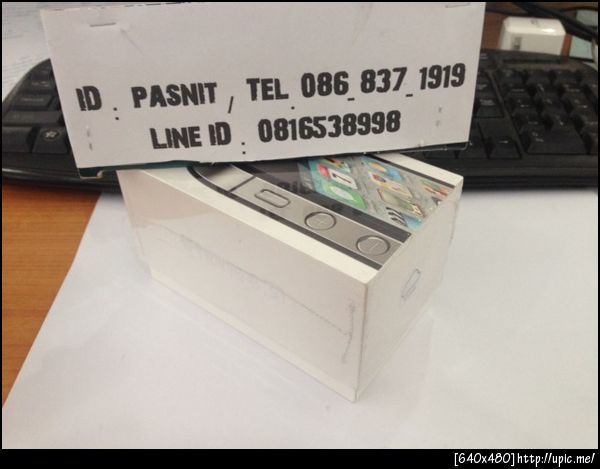 ID : PASNIT , TEL. 086_837_1919
LINE ID : 0816538998
[640x480]http://upic.me/